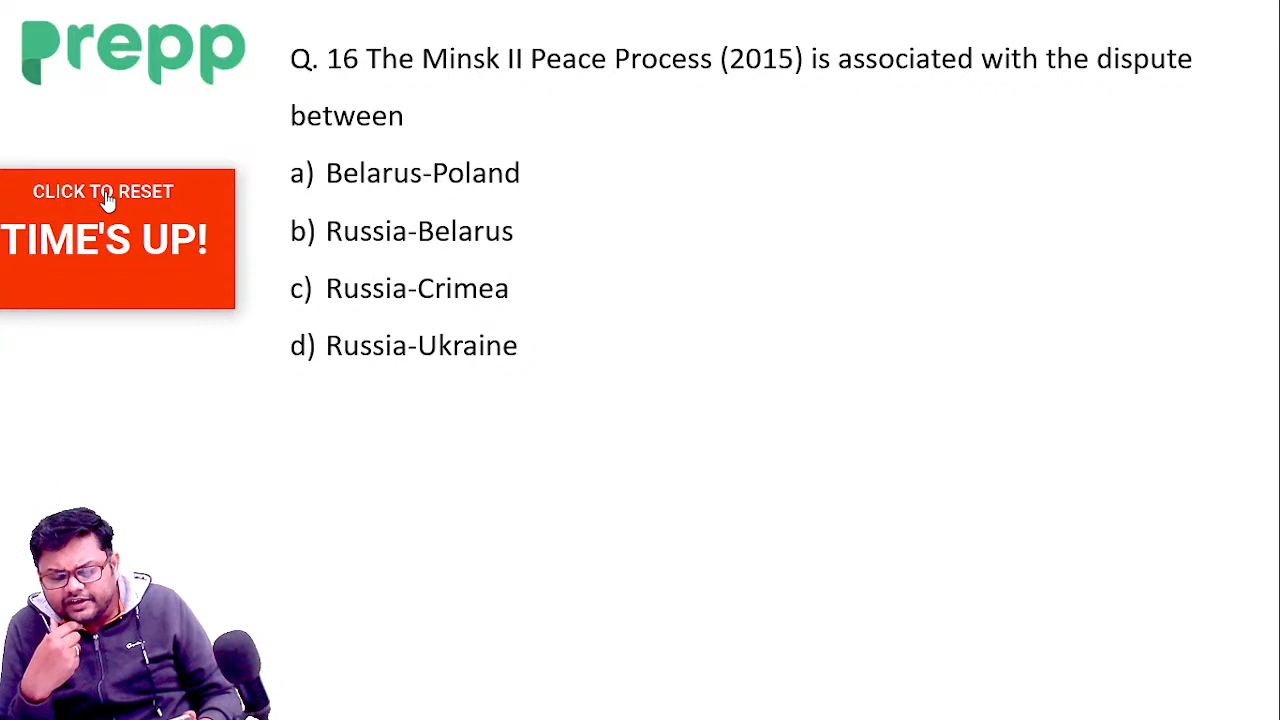 prepp
Q. 16 The Minsk II Peace Process (2015) is associated with the dispute
between
a) Belarus-Poland
CLICK TO RESET
TIME'S UP!
b) Russia-Belarus
c) Russia-Crimea
d) Russia-Ukraine